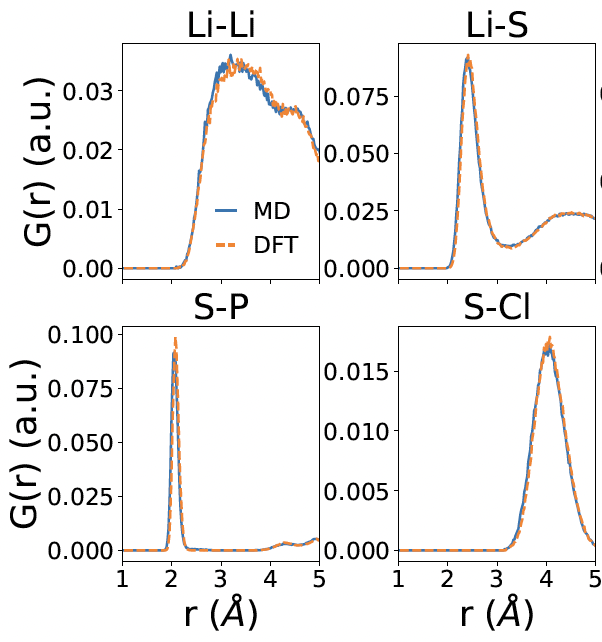 Li-Li
Li-S
G(r) (a.u.)
0.03
0.02
0.01
0.00
MD
DFT
0.075
0.050
0.025
0.000
S-P
S-Cl
G(r) (a.u.)
0.100
0.075
0.050
0.025
0.000
0.015
0.010
0.005
0.000
1 2 3 4 5
1 2 3 4 5
r (Å)
r (Å)